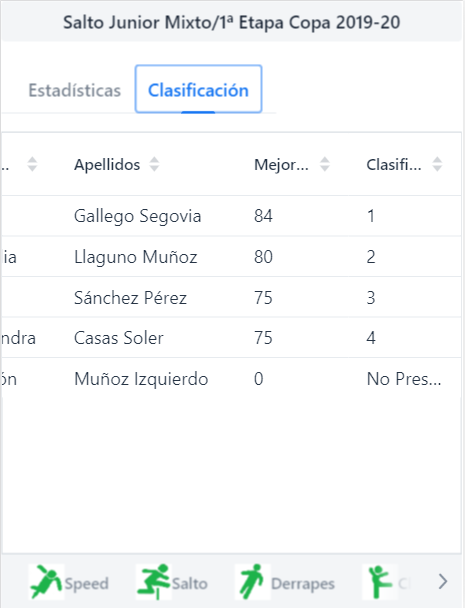 Salto Junior Mixto/1ª Etapa Copa 2019-20
Estadísticas Clasificación
... Apellidos Mejor... Clasifi...
Gallego Segovia 84 1
ia Llaguno Muñoz 80 2
Sánchez Pérez 75 3
ndra Casas Soler 75 4
ón Muñoz Izquierdo 0 No Pres...
Speed Salto Derrapes